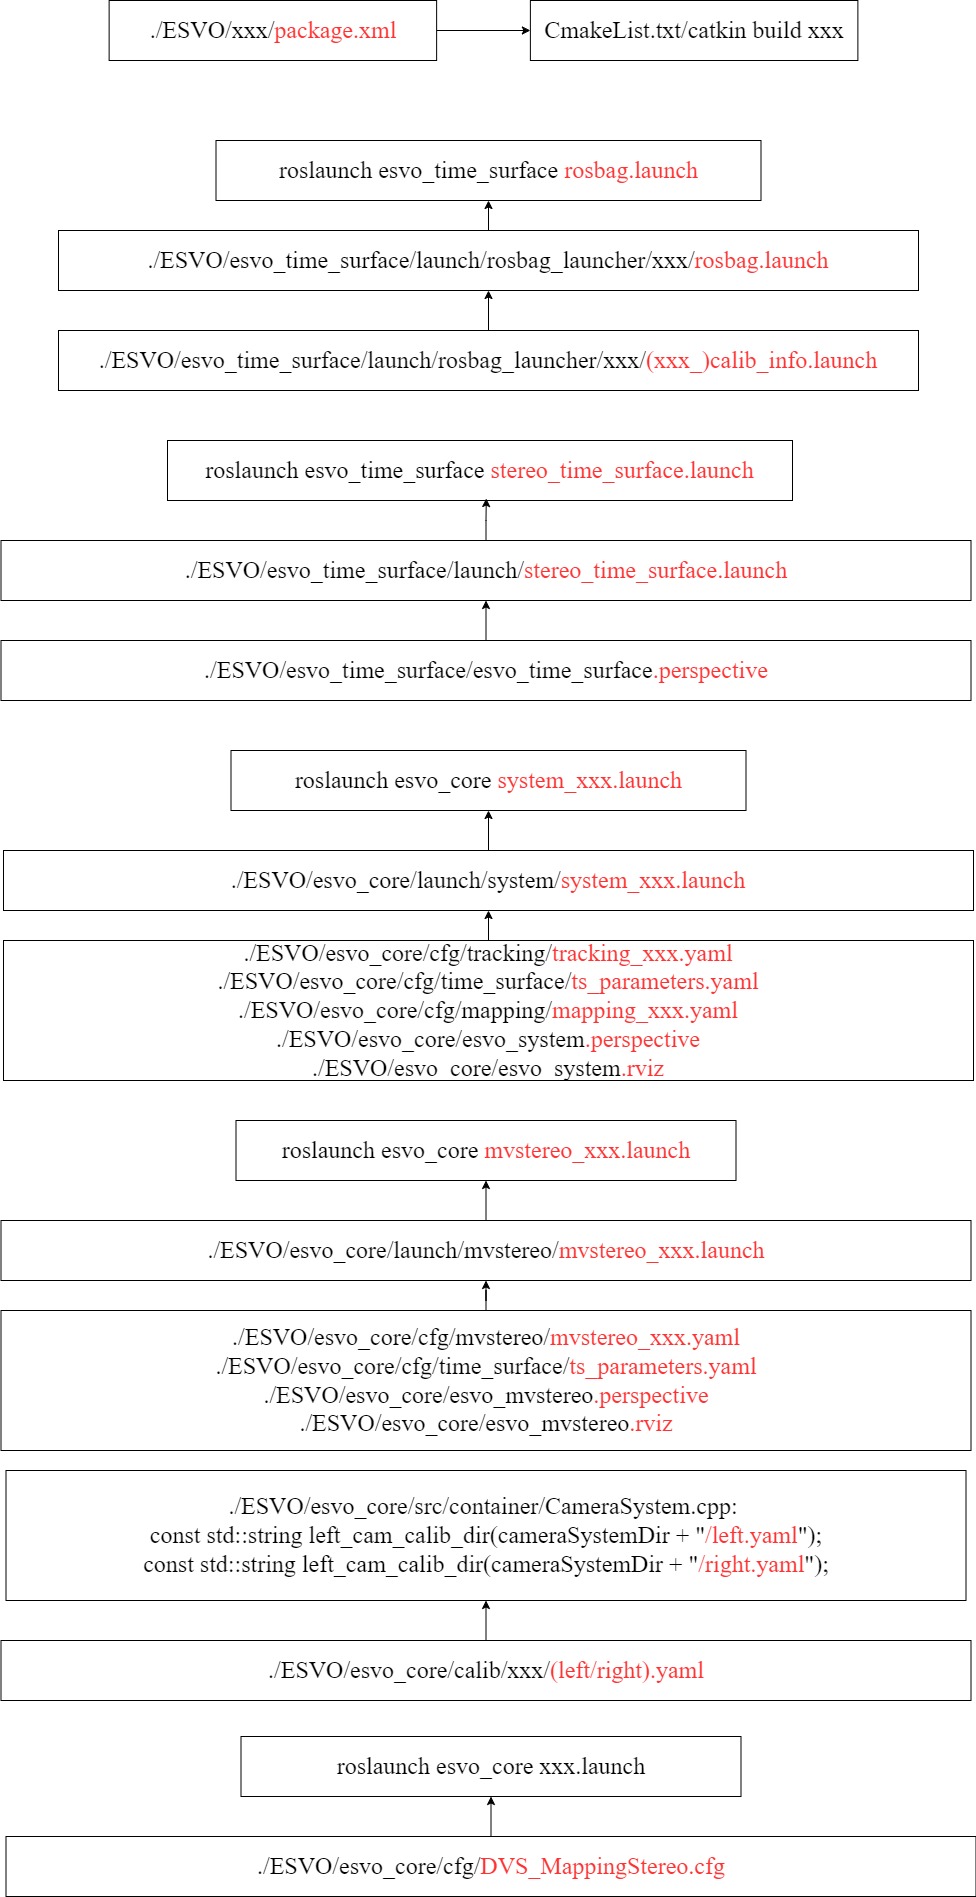 ./ESVO/xxx/package.xml
CmakeList.txt/catkin build xxx
roslaunch esvo_time_surface rosbag.launch
./ESVO/esvo_time_surface/launch/rosbag_launcher/xxx/rosbag.launch
./ESVO/esvo_time_surface/launch/rosbag_launcher/xxx/(xxx_)calib_info.launch
roslaunch esvo_time_surface stereo_time_surface.launch
./ESVO/esvo_time_surface/launch/stereo_time_surface.launch
./ESVO/esvo_time_surface/esvo_time_surface.perspective
roslaunch esvo_core system_xxx.launch
./ESVO/esvo_core/launch/system/system_xxx.launch
./ESVO/esvo_core/cfg/tracking/tracking_xxx.yaml
./ESVO/esvo_core/cfg/time_surface/ts_parameters.yaml
./ESVO/esvo_core/cfg/mapping/mapping_xxx.yaml
./ESVO/esvo_core/esvo_system.perspective
./ESVO/esvo_core/esvo_system.rviz
roslaunch esvo_core mvstereo_xxx.launch
./ESVO/esvo_core/launch/mvstereo/mvstereo_xxx.launch
./ESVO/esvo_core/cfg/mvstereo/mvstereo_xxx.yaml
./ESVO/esvo_core/cfg/time_surface/ts_parameters.yaml
./ESVO/esvo_core/esvo_mvstereo.perspective
./ESVO/esvo_core/esvo_mvstereo.rviz
./ESVO/esvo_core/src/container/CameraSystem.cpp:
const std::string left_cam_calib_dir(cameraSystemDir + "/left.yaml");
const std::string left_cam_calib_dir(cameraSystemDir + "/right.yaml");
./ESVO/esvo_core/calib/xxx/(left/right).yaml
roslaunch esvo_core xxx.launch
./ESVO/esvo_core/cfg/DVS_MappingStereo.cfg